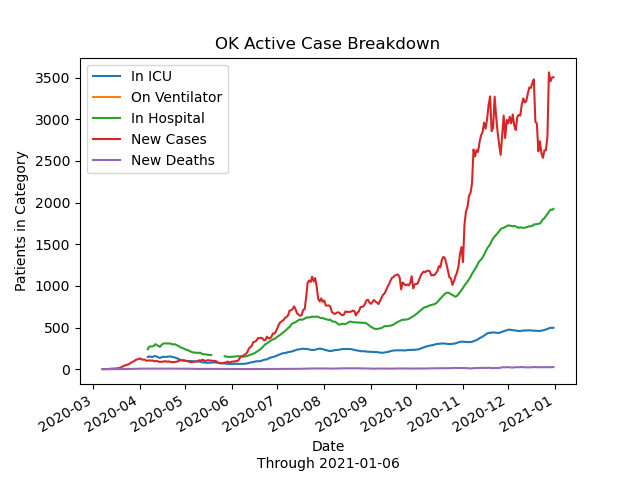 OK Active Case Breakdown
In ICU
On Ventilator
In Hospital
New Cases
New Deaths
Patients in Category
3500
3000
2500
2000
1500
1000
500
0
2020-03
2020-04
2020-05
2020-06
2020-07
2020-08
2020-09
2020-10
2020-11
2020-12
2021-01
Date
Through 2021-01-06